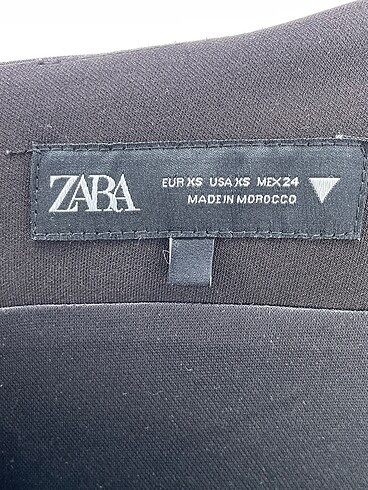 ZARA
EUR XS USA XS MEX 24
MADE IN MOROCCO